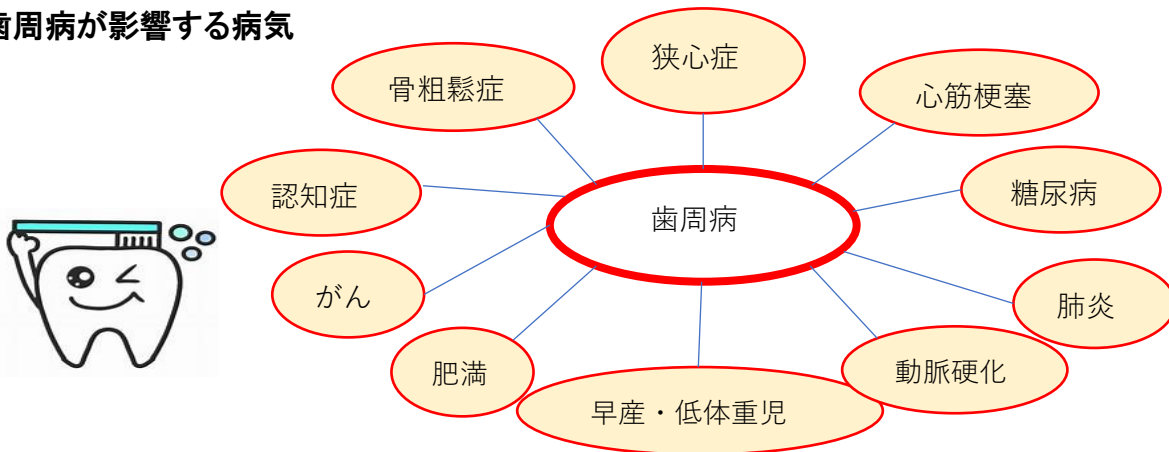 歯周病が影響する病気
狭心症
骨粗鬆症
心筋梗塞
認知症
糖尿病
歯周病
がん
肺炎
肥満
動脈硬化
早産・低体重児